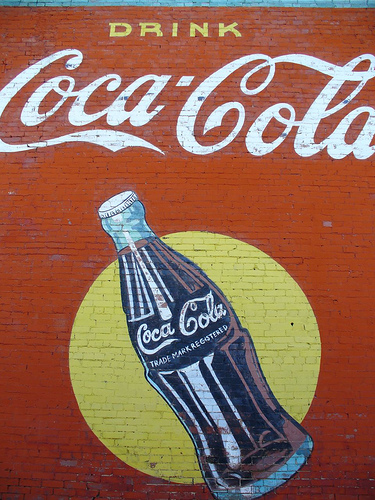 DRINK
Coca-Cola
Coca Cola
TRADE MARK REGISTERED